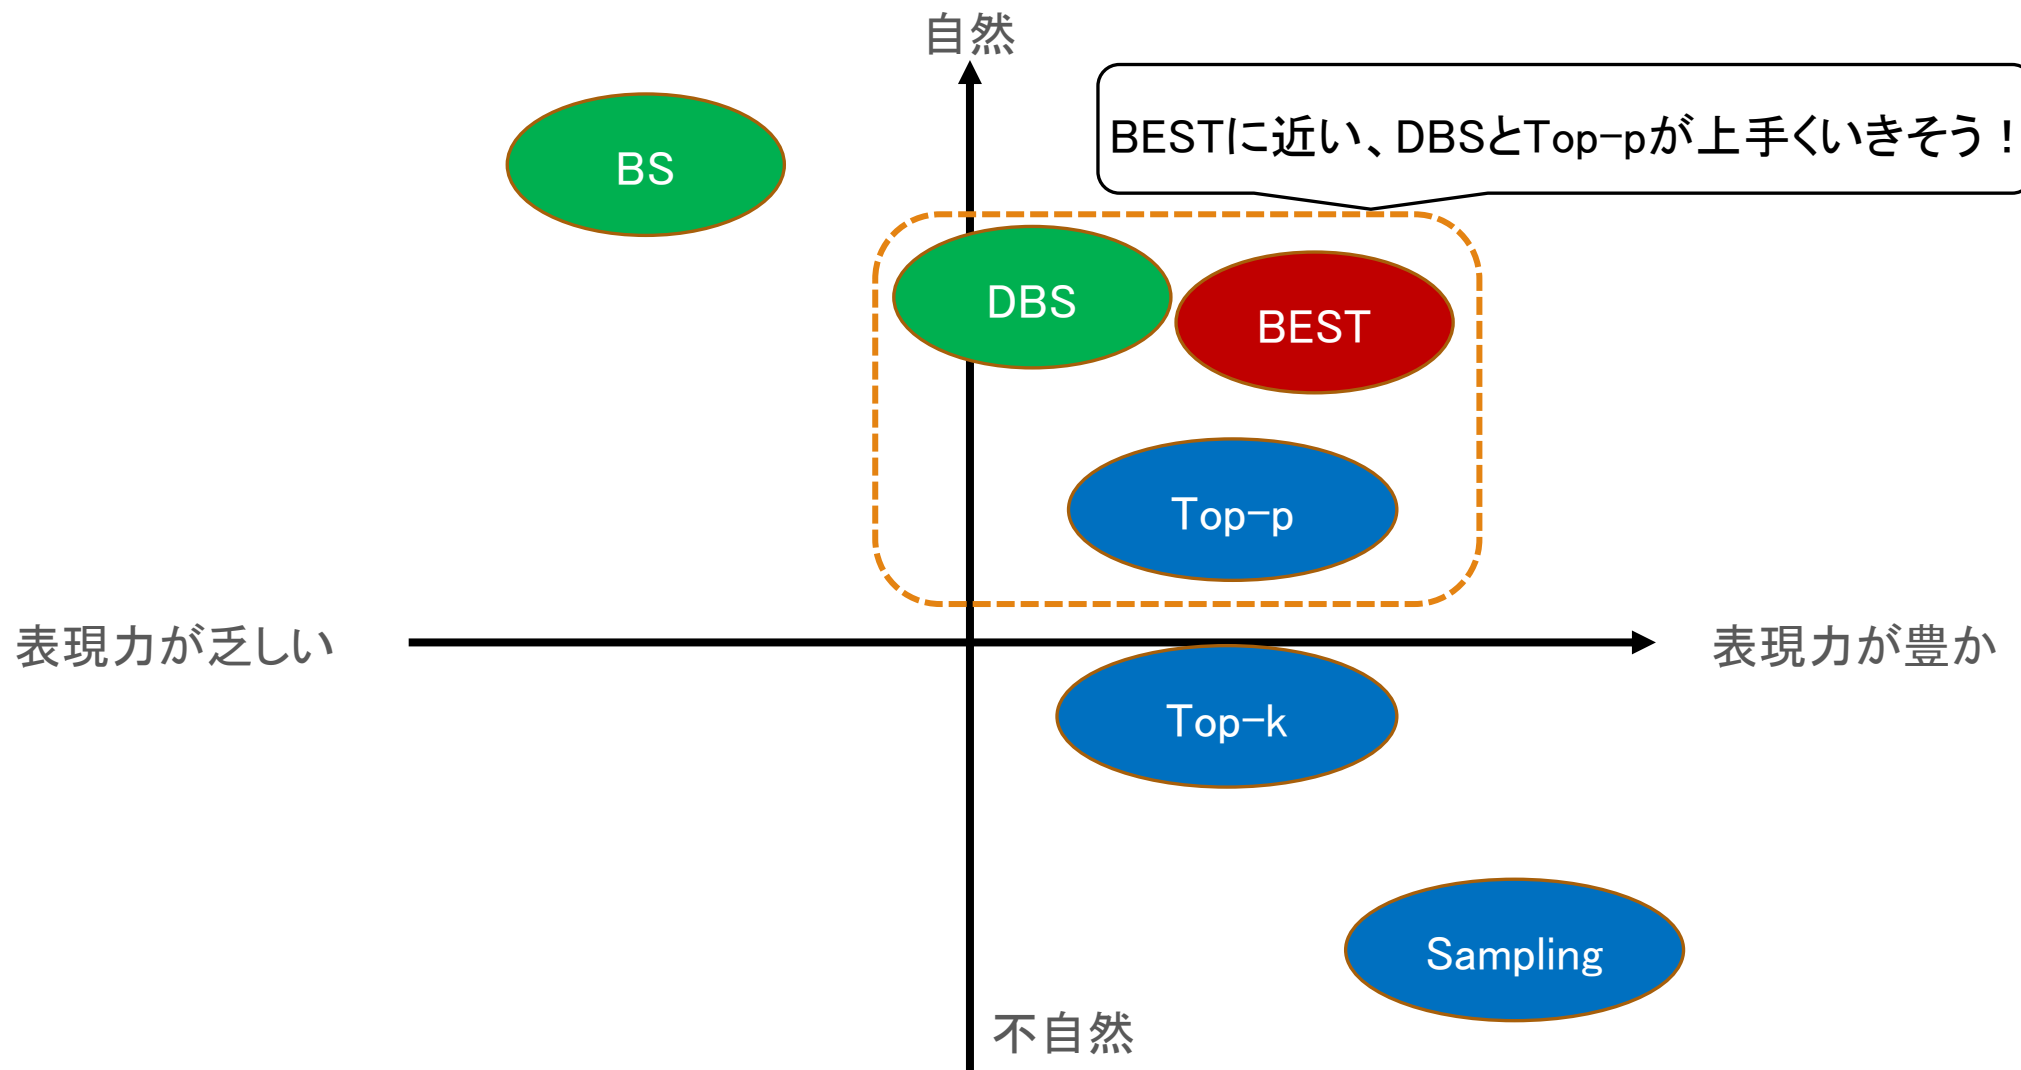 自然
BESTに近い、DBSとTop-pが上手くいきそう！
BS
DBS
BEST
Top-p
表現力が乏しい
表現力が豊か
Top-k
Sampling
不自然